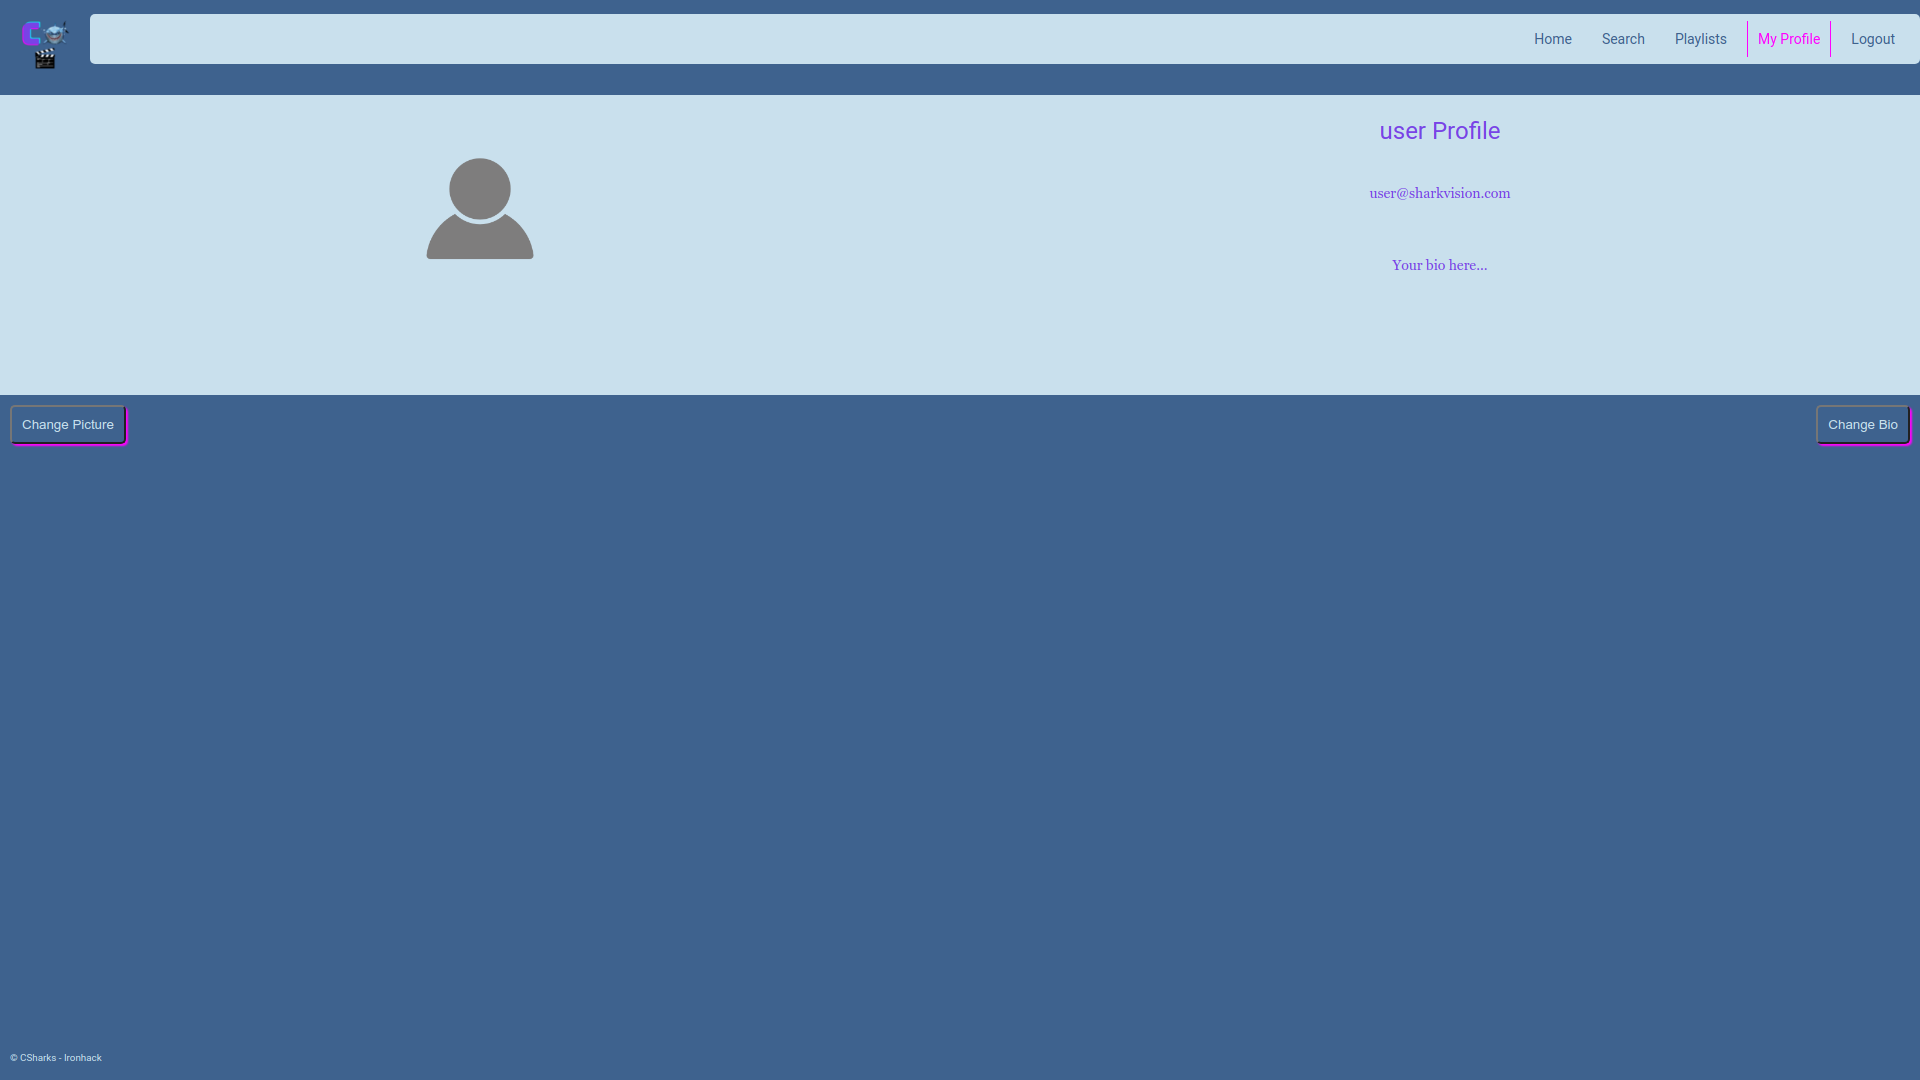 Home Search Playlists My Profile Logout
user Profile
user@sharkvision.com
Your bio here...
Change Picture
Change Bio
© CSharks - Ironhack